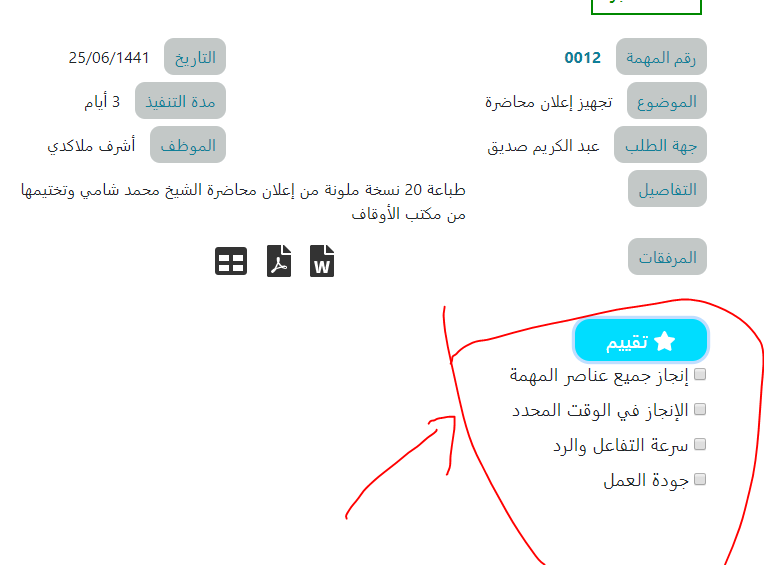 رقم المهمة 0012 التاريخ 25/06/1441
الموضوع تجهيز إعلان محاضرة مدة التنفيذ 3 أيام
جهة الطلب عبد الكريم صديق الموظف أشرف ملاكدي
التفاصيل طباعة 20 نسخة ملونة من إعلان محاضرة الشيخ محمد شامي وتختيمها
من مكتب الأوقاف
المرفقات
تقييم
إنجاز جميع عناصر المهمة
الإنجاز في الوقت المحدد
سرعة التفاعل والرد
جودة العمل